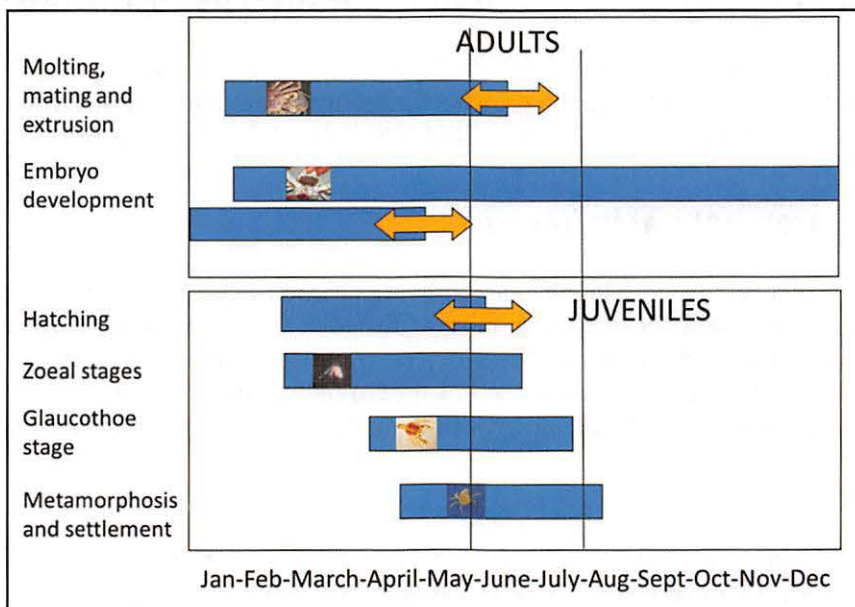 ADULTS
Molting,
mating and
extrusion
Embryo
development
JUVENILES
Hatching
Zoeal stages
Glaucothoe
stage
Metamorphosis
and settlement
Jan-Feb-March-April-May-June-July-Aug-Sept-Oct-Nov-Dec